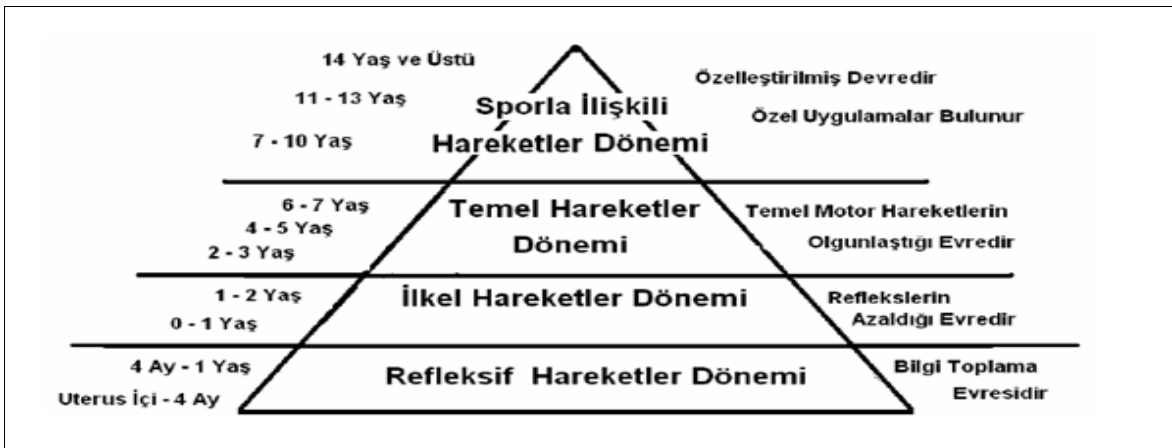 14 Yaş ve Üstü
11 - 13 Yaş
7 - 10 Yaş
Sporla İlişkili
Hareketler Dönemi
Özelleştirilmiş Devredir
Özel Uygulamalar Bulunur
6 - 7 Yaş
4 - 5 Yaş
2 - 3 Yaş
Temel Hareketler
Dönemi
Temel Motor Hareketlerin
Olgunlaştığı Evredir
1 - 2 Yaş
0 - 1 Yaş
İlkel Hareketler Dönemi
Reflekslerin
Azaldığı Evredir
4 Ay - 1 Yaş
Uterus İçi - 4 Ay
Refleksif Hareketler Dönemi
Bilgi Toplama
Evresidir